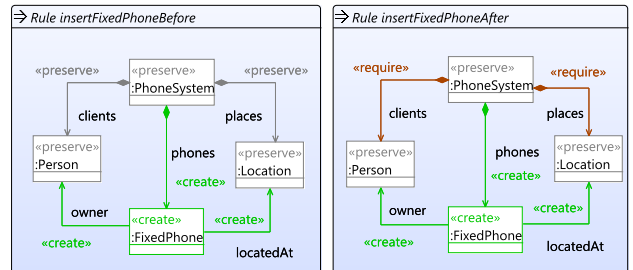 Rule insertFixedPhoneBefore
«preserve»
«preserve»
:PhoneSystem
«preserve»
clients
places
«preserve»
:Person
phones
«create»
«preserve»
:Location
owner
«create»
«create»
:FixedPhone
«create»
locatedAt
Rule insertFixedPhoneAfter
«require»
«preserve»
:PhoneSystem
«require»
clients
places
«preserve»
:Person
phones
«create»
«preserve»
:Location
owner
«create»
«create»
:FixedPhone
«create»
locatedAt